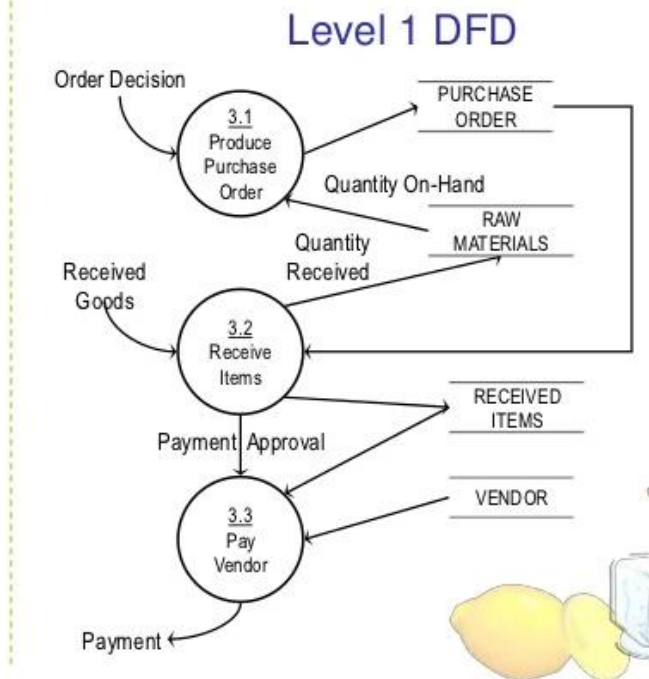 Level 1 DFD
Order Decision
3.1
Produce
Purchase
Order
PURCHASE
ORDER
Quantity On-Hand
RAW
MATERIALS
Quantity
Received
Received
Goods
3.2
Receive
Items
RECEIVED
ITEMS
Payment Approval
VENDOR
3.3
Pay
Vendor
Payment